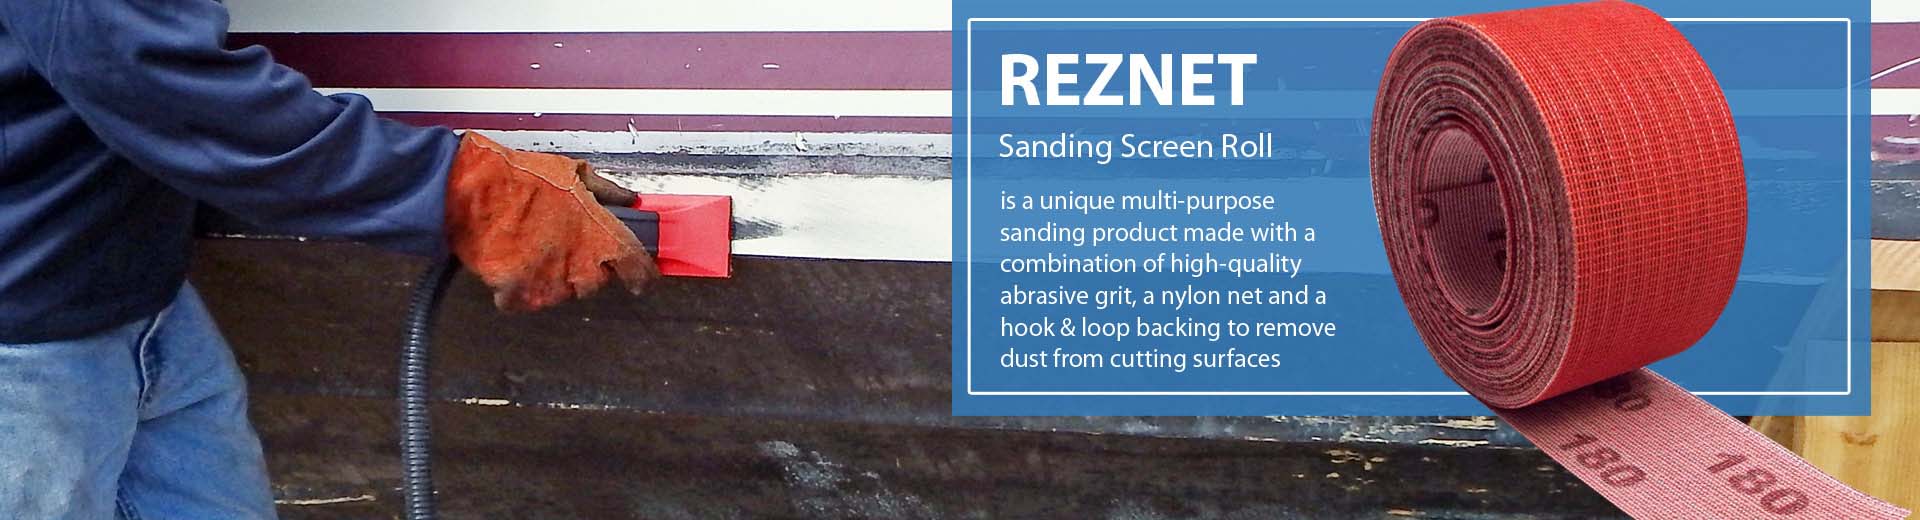 REZNET
Sanding Screen Roll
is a unique multi-purpose
sanding product made with a
combination of high-quality
abrasive grit, a nylon net and a
hook & loop backing to remove
dust from cutting surfaces
180
180